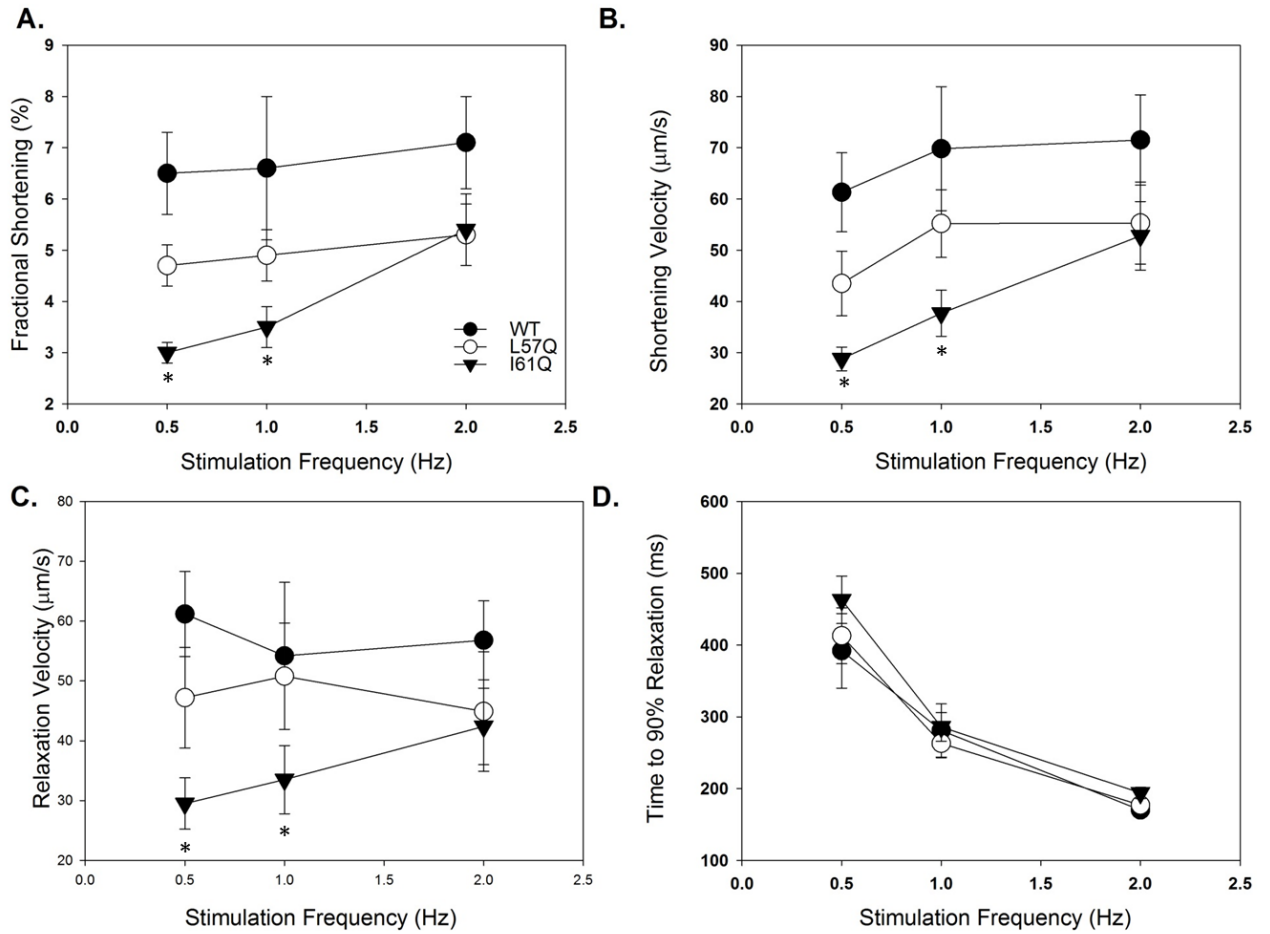 A.
Fractional Shortening (%)
9
8
7
6
5
4
3
2
* *
WT
L57Q
I61Q
0.0 0.5 1.0 1.5 2.0 2.5
Stimulation Frequency (Hz)
B.
Shortening Velocity (μm/s)
90
80
70
60
50
40
30
20
* *
0.0 0.5 1.0 1.5 2.0 2.5
Stimulation Frequency (Hz)
C.
Relaxation Velocity (μm/s)
80
70
60
50
40
30
20
* *
0.0 0.5 1.0 1.5 2.0 2.5
Stimulation Frequency (Hz)
D.
Time to 90% Relaxation (ms)
600
500
400
300
200
100
0.0 0.5 1.0 1.5 2.0 2.5
Stimulation Frequency (Hz)